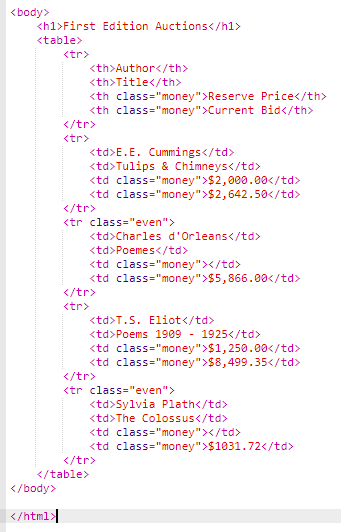 <body>
<h1>First Edition Auctions</h1>
<table>
<tr>
<th>Author</th>
<th>Title</th>
<th class="money">Reserve Price</th>
<th class="money">Current Bid</th>
</tr>
<tr>
<td>E.E. Cummings</td>
<td>Tulips & Chimneys</td>
<td class="money">$2,000.00</td>
<td class="money">$2,642.50</td>
</tr>
<tr class="even">
<td>Charles d'Orleans</td>
<td>Poemes</td>
<td class="money"></td>
<td class="money">$5,866.00</td>
</tr>
<tr>
<td>T.S. Eliot</td>
<td>Poems 1909 - 1925</td>
<td class="money">$1,250.00</td>
<td class="money">$8,499.35</td>
</tr>
<tr class="even">
<td>Sylvia Plath</td>
<td>The Colossus</td>
<td class="money"></td>
<td class="money">$1031.72</td>
</tr>
</table>
</body>
</html>